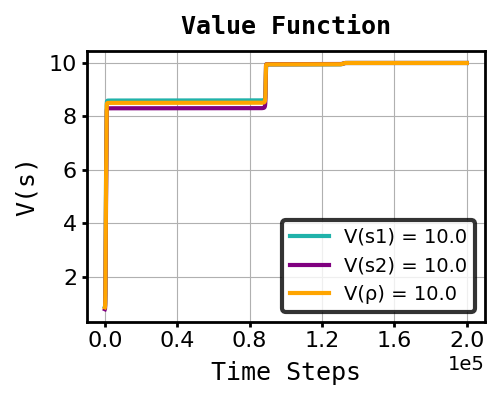 Value Function
V(s)
10
8
6
4
2
V(s1) = 10.0
V(s2) = 10.0
V(ρ) = 10.0
0.0 0.4 0.8 1.2 1.6 2.0
1e5
Time Steps